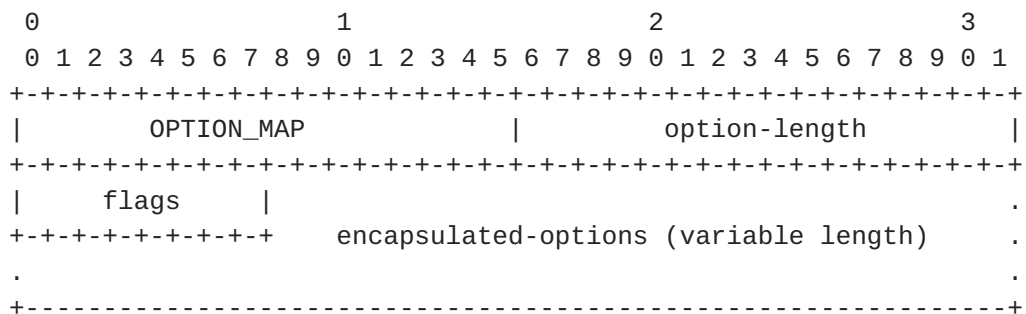 0                   1                   2                   3
 0 1 2 3 4 5 6 7 8 9 0 1 2 3 4 5 6 7 8 9 0 1 2 3 4 5 6 7 8 9 0 1
+-+-+-+-+-+-+-+-+-+-+-+-+-+-+-+-+-+-+-+-+-+-+-+-+-+-+-+-+-+-+-+-+
|        OPTION_MAP             |         option-length         |
+-+-+-+-+-+-+-+-+-+-+-+-+-+-+-+-+-+-+-+-+-+-+-+-+-+-+-+-+-+-+-+-+
|     flags     |                                               .
+-+-+-+-+-+-+-+-+    encapsulated-options (variable length)     .
.                                                               .
+---------------------------------------------------------------+